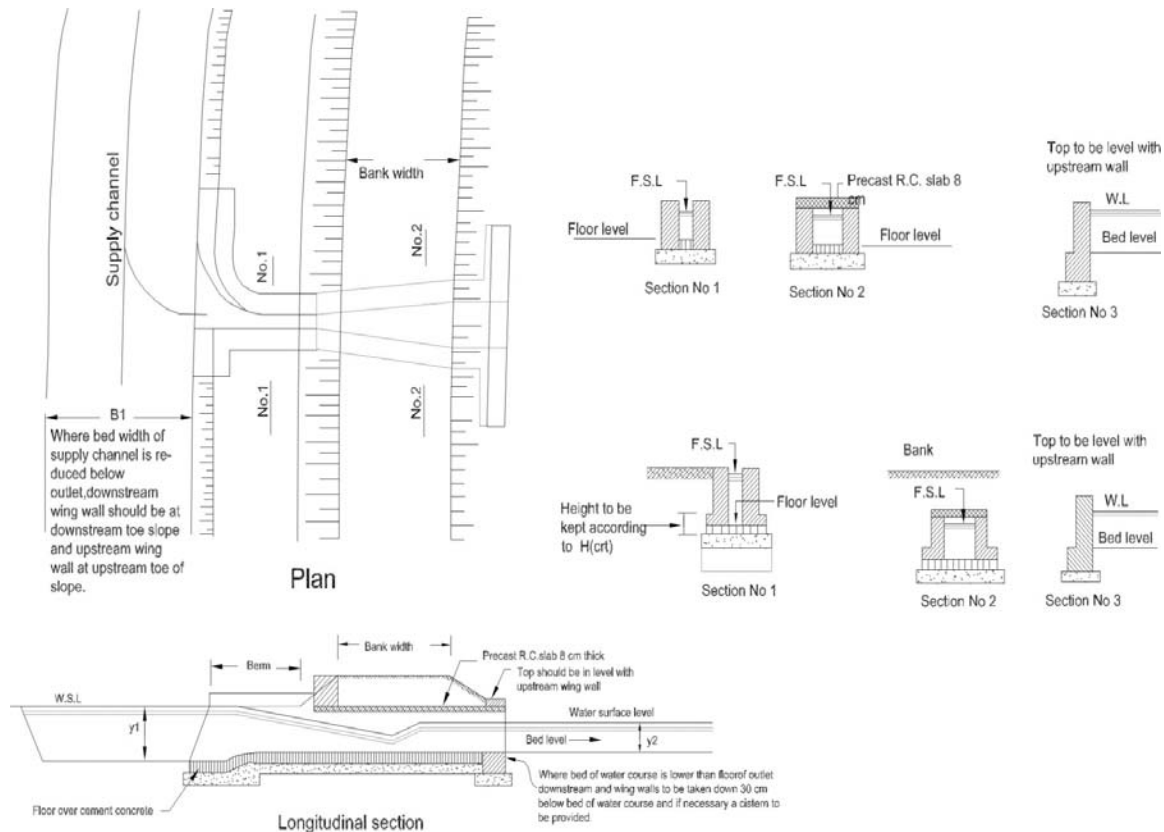 Supply channel
Bank width
No.1
No.2
No.1
No.2
B1
Where bed width of
supply channel is re-
duced below
outlet,downstream
wing wall should be at
downstream toe slope
and upstream wing
wall at upstream toe of
slope.
Plan
F.S.L
Floor level
Section No 1
F.S.L
Precast R.C. slab 8
cm
Floor level
Section No 2
Top to be level with
upstream wall
W.L
Bed level
Section No 3
F.S.L
Floor level
Height to be
kept according
to H(crt)
Section No 1
Bank
F.S.L
Section No 2
Top to be level with
upstream wall
W.L
Bed level
Section No 3
Berm
Bank width
Precast R.C.slab 8 cm thick
Top should be in level with
upstream wing wall
W.S.L
y1
Water surface level
Bed level
y2
Where bed of water course is lower than floorof outlet
downstream and wing walls to be taken down 30 cm
below bed of water course and if necessary a cistern to
be provided.
Floor over cement concrete
Longitudinal section